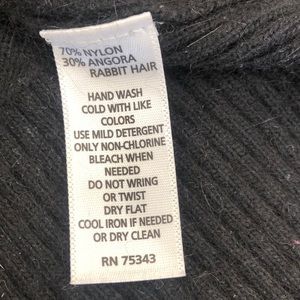 70% NYLON
30% ANGORA
RABBIT HAIR
HAND WASH
COLD WITH LIKE
COLORS
USE MILD DETERGENT
ONLY NON-CHLORINE
BLEACH WHEN
NEEDED
DO NOT WRING
OR TWIST
DRY FLAT
COOL IRON IF NEEDED
OR DRY CLEAN
RN 75343